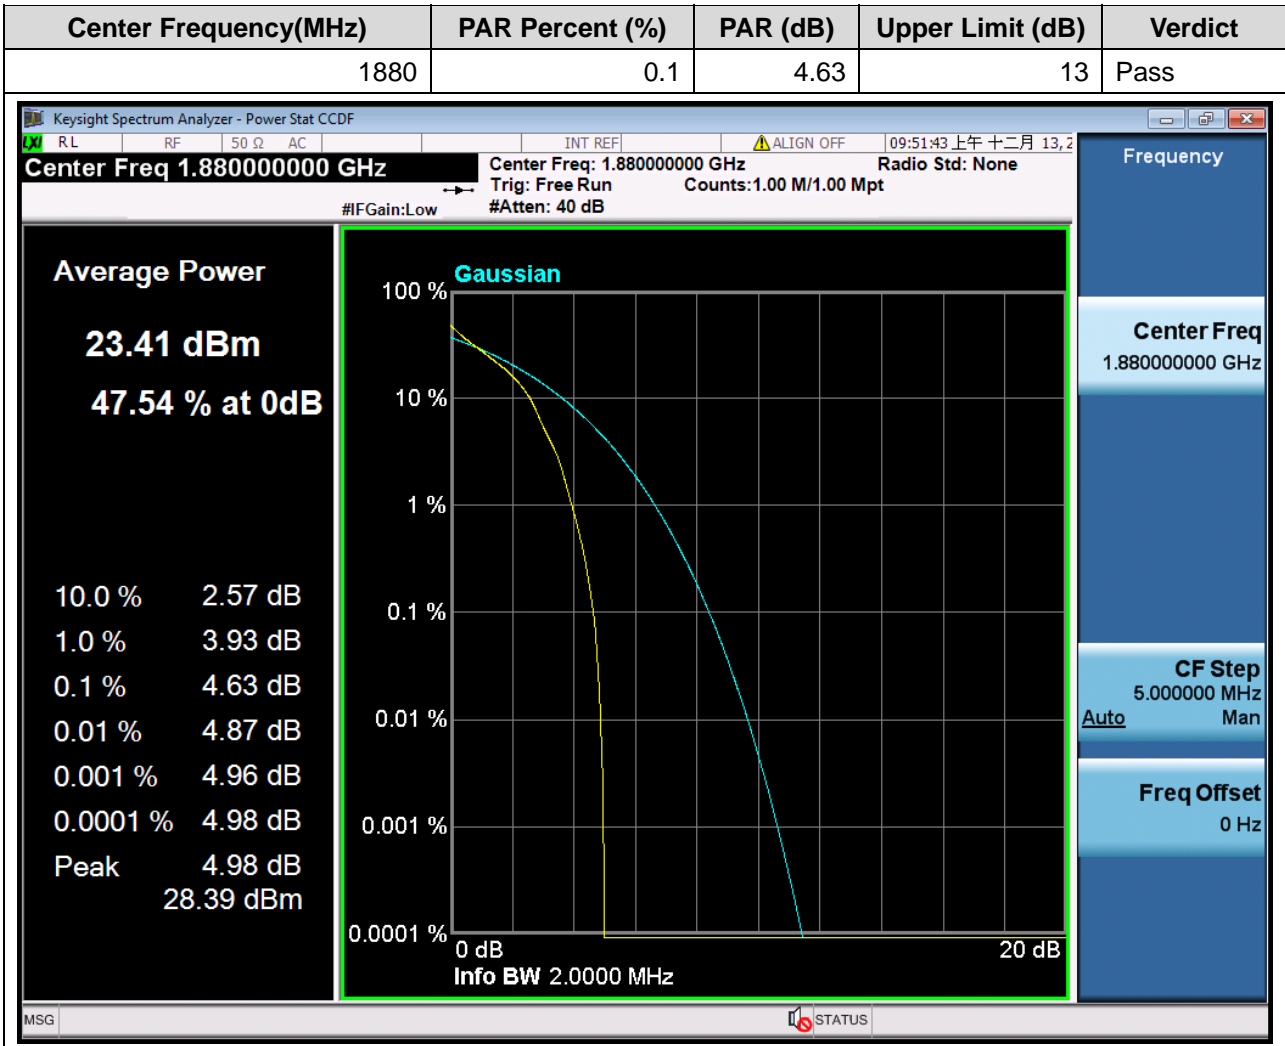 Center Frequency(MHz) PAR Percent (%) PAR (dB) Upper Limit (dB) Verdict
1880 0.1 4.63 13 Pass
Keysight Spectrum Analyzer - Power Stat CCDF
LXI RL RF 50 Ω AC INT REF ALIGN OFF 09:51:43 上午 十二月 13, 2
Center Freq 1.880000000 GHz
Center Freq: 1.880000000 GHz Radio Std: None
Trig: Free Run Counts:1.00 M/1.00 Mpt
#IFGain:Low #Atten: 40 dB
Average Power
23.41 dBm
47.54 % at 0dB
10.0 % 2.57 dB
1.0 % 3.93 dB
0.1 % 4.63 dB
0.01 % 4.87 dB
0.001 % 4.96 dB
0.0001 % 4.98 dB
Peak 4.98 dB
28.39 dBm
Gaussian
100 %
10 %
1 %
0.1 %
0.01 %
0.001 %
0.0001 %
0 dB 20 dB
Info BW 2.0000 MHz
Frequency
Center Freq
1.880000000 GHz
CF Step
5.000000 MHz
Auto Man
Freq Offset
0 Hz
MSG STATUS